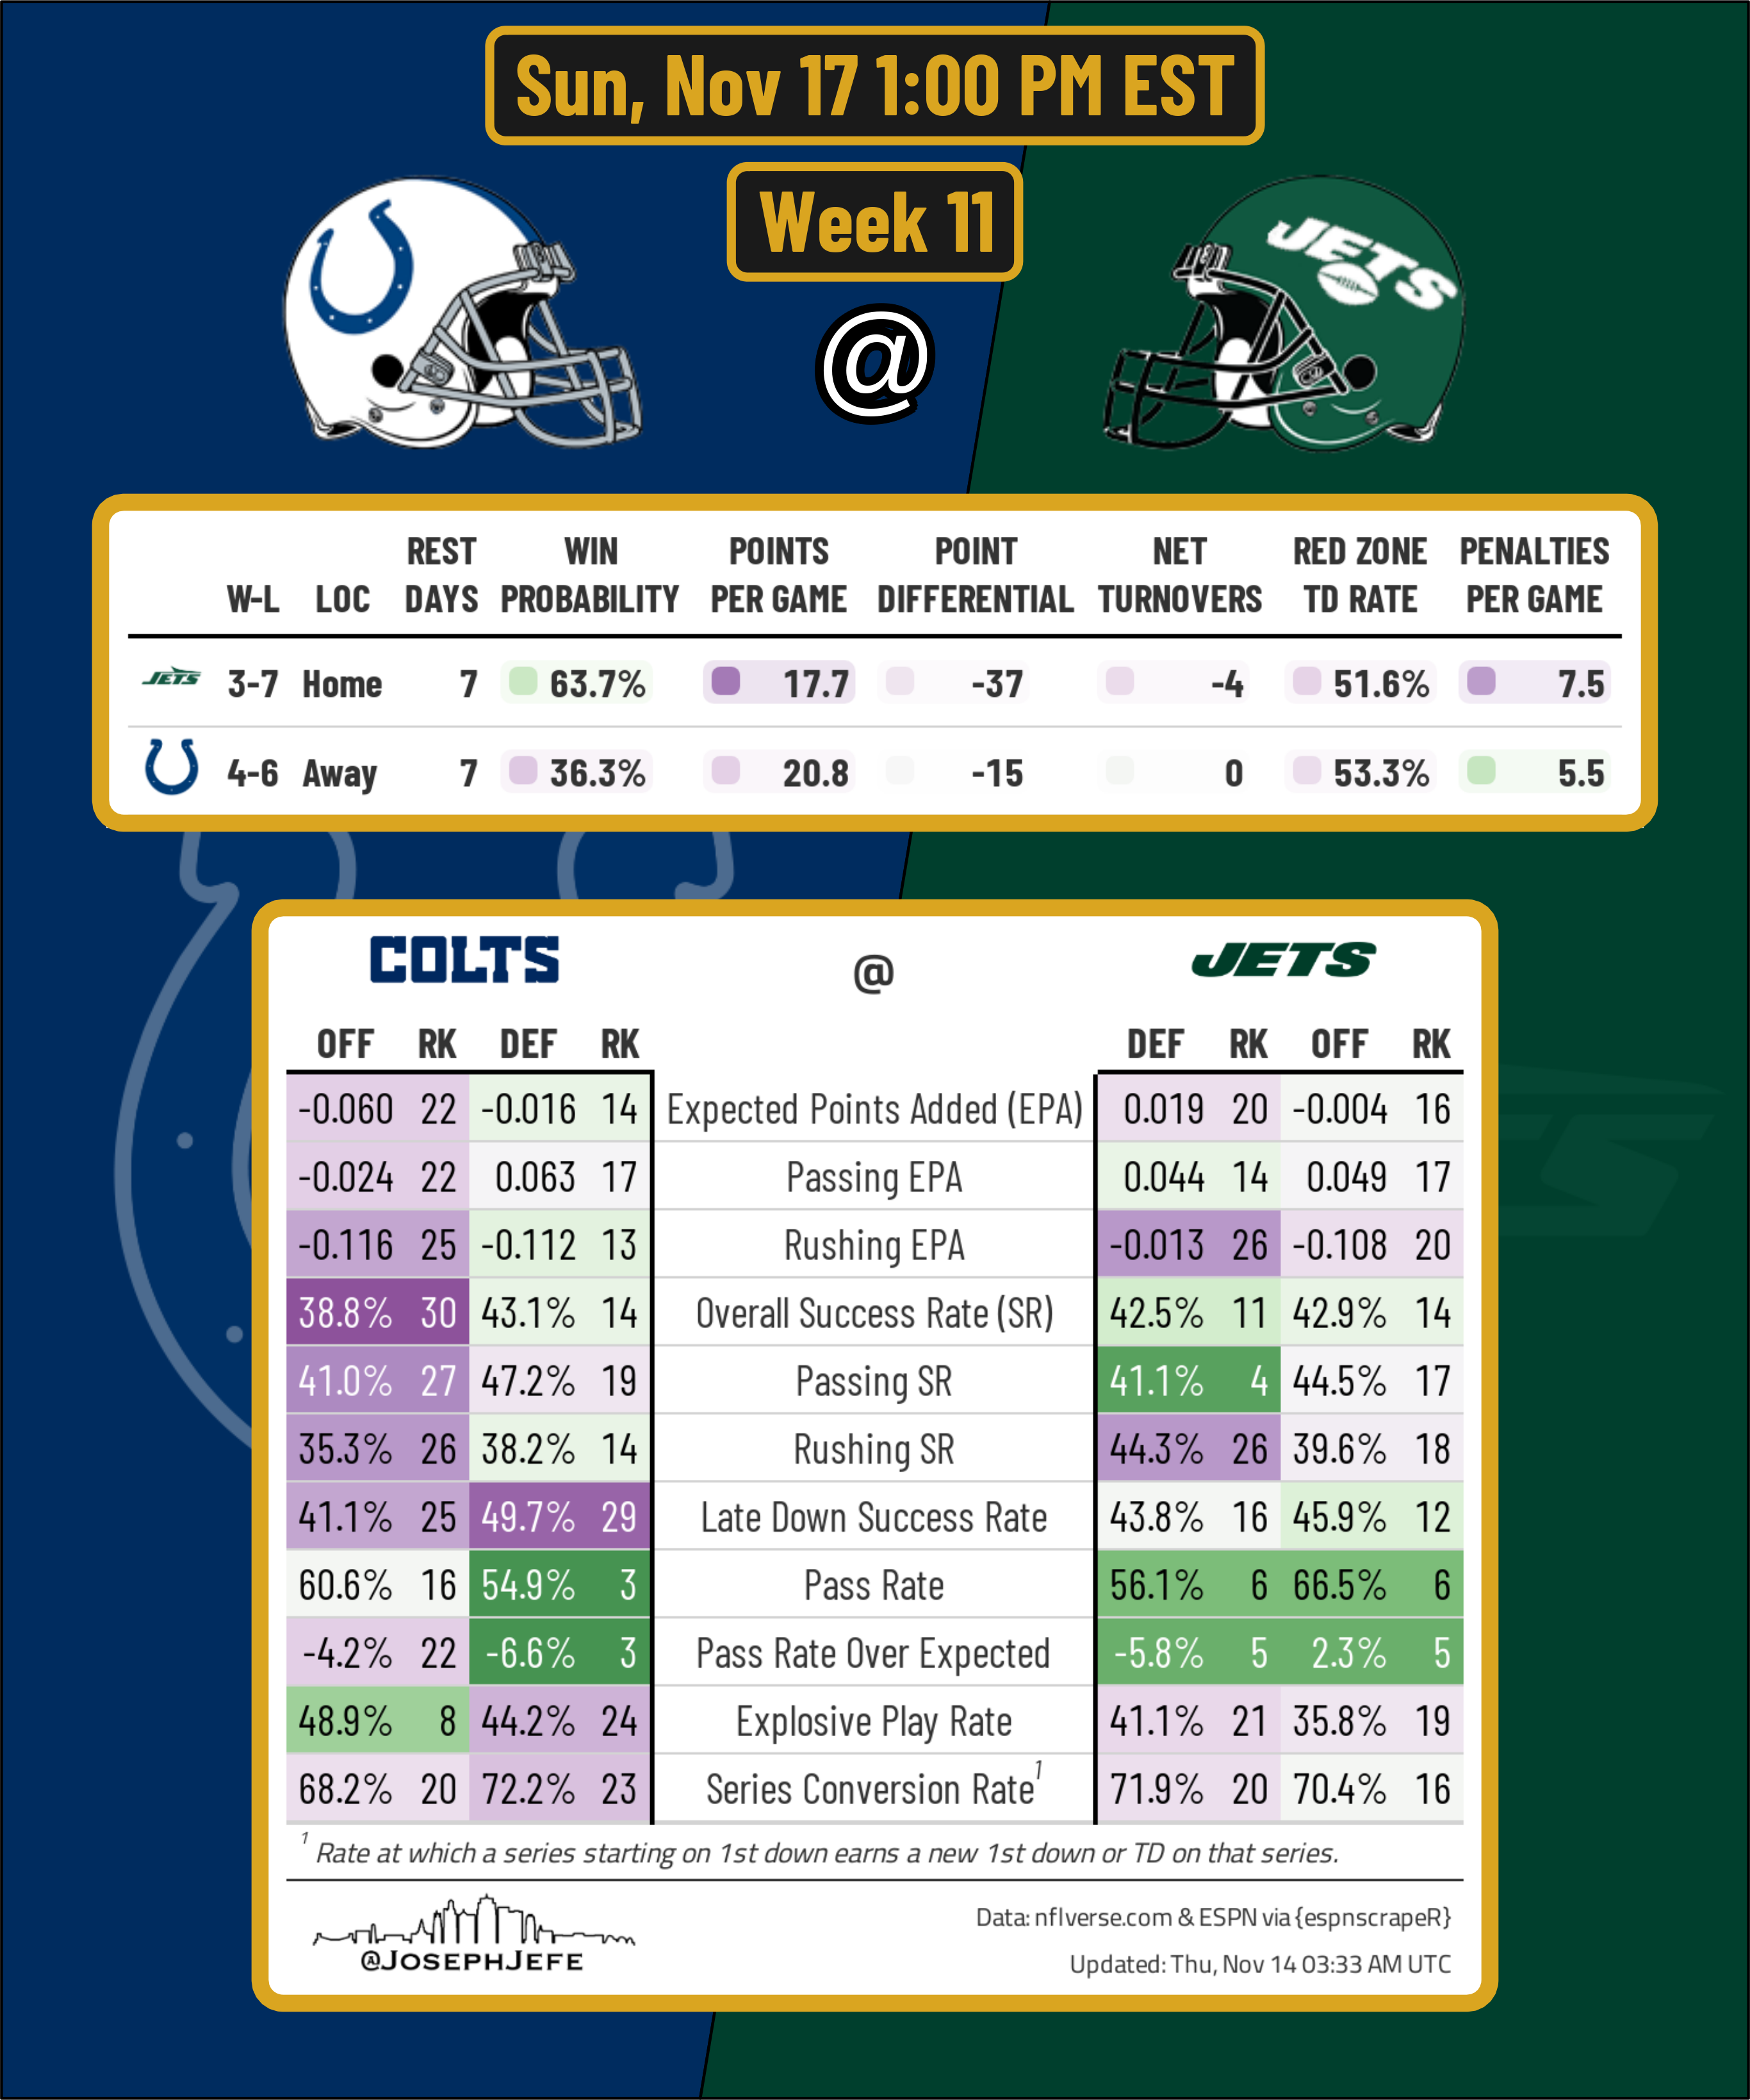 Sun, Nov 17 1:00 PM EST
Week 11
JETS
@
W-L LOC REST DAYS WIN PROBABILITY POINTS PER GAME POINT DIFFERENTIAL NET TURNOVERS RED ZONE TD RATE PENALTIES PER GAME
JETS 3-7 Home 7 63.7% 17.7 -37 -4 51.6% 7.5
4-6 Away 7 36.3% 20.8 -15 0 53.3% 5.5
COLTS @ JETS
OFF RK DEF RK DEF RK OFF RK
-0.060 22 -0.016 14 Expected Points Added (EPA) 0.019 20 -0.004 16
-0.024 22 0.063 17 Passing EPA 0.044 14 0.049 17
-0.116 25 -0.112 13 Rushing EPA -0.013 26 -0.108 20
38.8% 30 43.1% 14 Overall Success Rate (SR) 42.5% 11 42.9% 14
41.0% 27 47.2% 19 Passing SR 41.1% 4 44.5% 17
35.3% 26 38.2% 14 Rushing SR 44.3% 26 39.6% 18
41.1% 25 49.7% 29 Late Down Success Rate 43.8% 16 45.9% 12
60.6% 16 54.9% 3 Pass Rate 56.1% 6 66.5% 6
-4.2% 22 -6.6% 3 Pass Rate Over Expected -5.8% 5 2.3% 5
48.9% 8 44.2% 24 Explosive Play Rate 41.1% 21 35.8% 19
68.2% 20 72.2% 23 Series Conversion Rate¹ 71.9% 20 70.4% 16
¹ Rate at which a series starting on 1st down earns a new 1st down or TD on that series.
@JOSEPHJEFE
Data: nflverse.com & ESPN via {espnscrapeR}
Updated: Thu, Nov 14 03:33 AM UTC